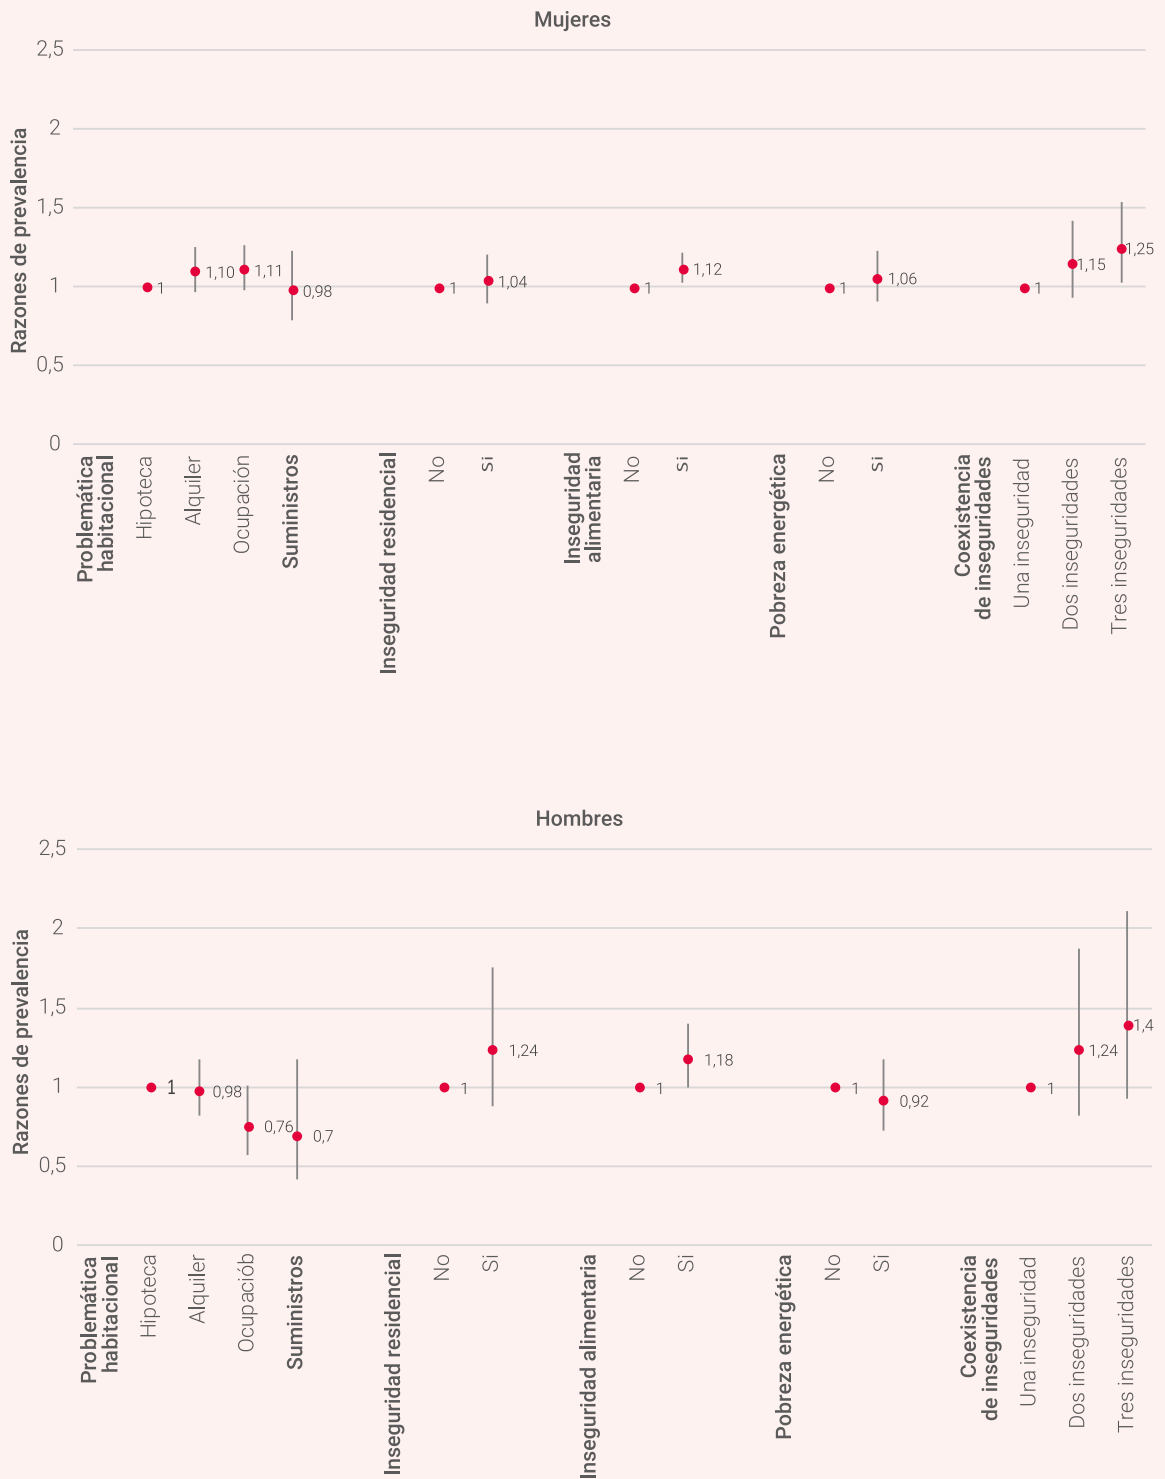 Mujeres
Razones de prevalencia
2,5
2
1,5
1
0,5
0
1
1,10
1,11
0,98
1
1,04
1
1,12
1
1,06
1
1,15
1,25
Problemática
habitacional
Hipoteca
Alquiler
Ocupación
Suministros
Inseguridad residencial
No
si
Inseguridad
alimentaria
No
si
Pobreza energética
No
si
Coexistencia
de inseguridades
Una inseguridad
Dos inseguridades
Tres inseguridades
Hombres
Razones de prevalencia
2,5
2
1,5
1
0,5
0
1
0,98
0,76
0,7
1
1,24
1
1,18
1
0,92
1
1,24
1,4
Problemática
habitacional
Hipoteca
Alquiler
Ocupaciób
Suministros
Inseguridad residencial
No
Si
Inseguridad alimentaria
No
Si
Pobreza energética
No
Si
Coexistencia
de inseguridades
Una inseguridad
Dos inseguridades
Tres inseguridades